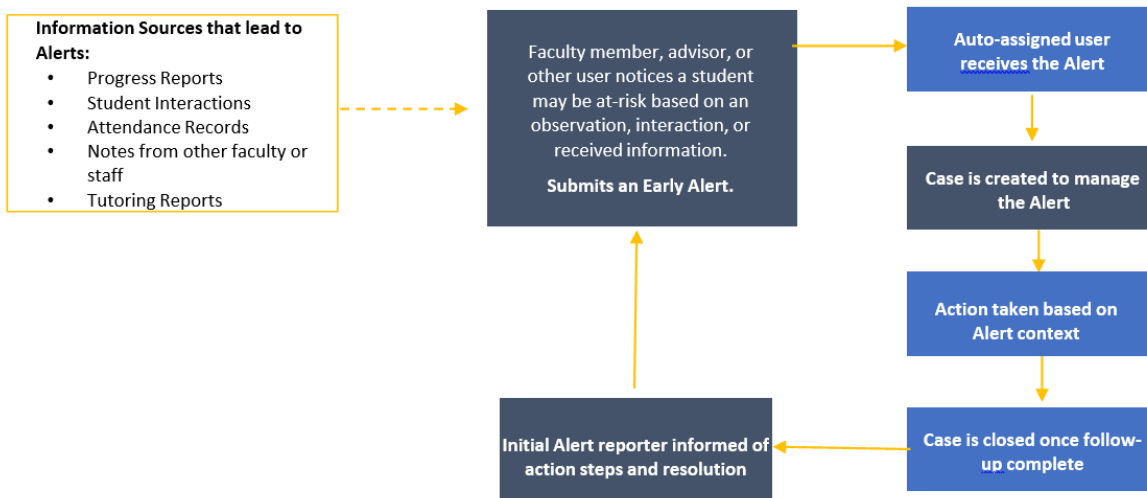 Information Sources that lead to
Alerts:
• Progress Reports
• Student Interactions
• Attendance Records
• Notes from other faculty or
staff
• Tutoring Reports
Faculty member, advisor, or
other user notices a student
may be at-risk based on an
observation, interaction, or
received information.
Submits an Early Alert.
Auto-assigned user
receives the Alert
Case is created to manage
the Alert
Action taken based on
Alert context
Case is closed once follow-
up complete
Initial Alert reporter informed of
action steps and resolution